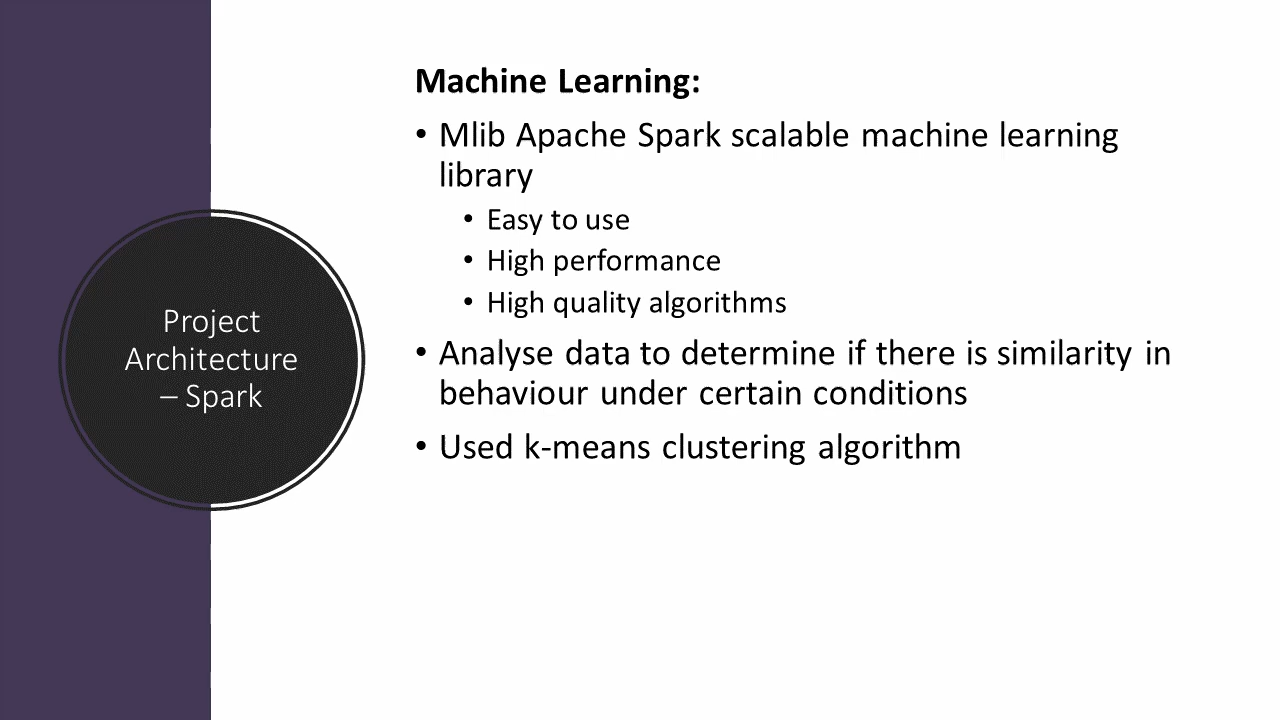 Project
Architecture
– Spark
Machine Learning:
• Mlib Apache Spark scalable machine learning
library
• Easy to use
• High performance
• High quality algorithms
• Analyse data to determine if there is similarity in
behaviour under certain conditions
• Used k-means clustering algorithm